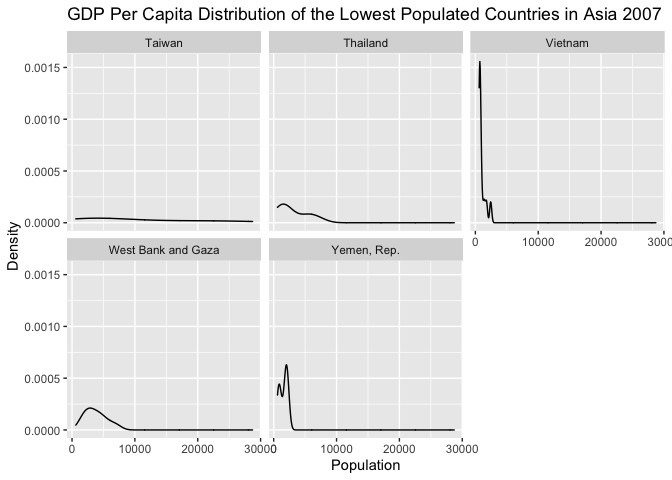 GDP Per Capita Distribution of the Lowest Populated Countries in Asia 2007
Taiwan
Thailand
Vietnam
0.0015
0.0010
0.0005
0.0000
0
10000
20000
30000
West Bank and Gaza
Yemen, Rep.
0.0015
0.0010
0.0005
0.0000
0
10000
20000
30000
0
10000
20000
30000
Population
Density